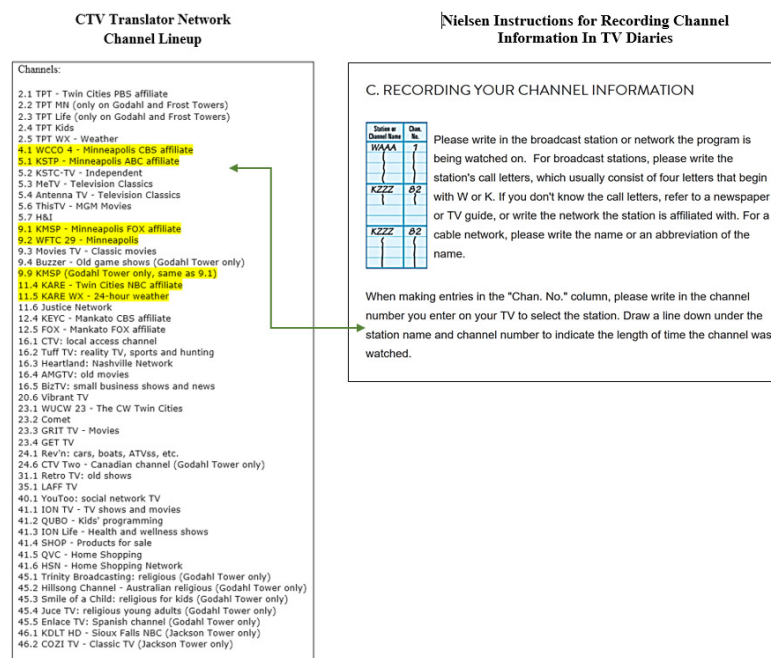 CTV Translator Network
Channel Lineup
Channels:
2.1 TPT - Twin Cities PBS affiliate
2.2 TPT MN (only on Godahl and Frost Towers)
2.3 TPT Life (only on Godahl and Frost Towers)
2.4 TPT Kids
2.5 TPT WX - Weather
4.1 WCCO 4 - Minneapolis CBS affiliate
5.1 KSTP - Minneapolis ABC affiliate
5.2 KSTC-TV - Independent
5.3 MeTV - Television Classics
5.4 Antenna TV - Television Classics
5.6 ThisTV - MGM Movies
5.7 H&I
9.1 KMSP - Minneapolis FOX affiliate
9.2 WFTC 29 - Minneapolis
9.3 Movies TV - Classic movies
9.4 Buzzer - Old game shows (Godahl Tower only)
9.9 KMSP (Godahl Tower only, same as 9.1)
11.4 KARE - Twin Cities NBC affiliate
11.5 KARE WX - 24-hour weather
11.6 Justice Network
12.4 KEYC - Mankato CBS affiliate
12.5 FOX - Mankato FOX affiliate
16.1 CTV: local access channel
16.2 Tuff TV: reality TV, sports and hunting
16.3 Heartland: Nashville Network
16.4 AMGTV: old movies
16.5 BizTV: small business shows and news
20.6 Vibrant TV
23.1 WUCW 23 - The CW Twin Cities
23.2 Comet
23.3 GRIT TV - Movies
23.4 GET TV
24.1 Rev'n: cars, boats, ATVss, etc.
24.6 CTV Two - Canadian channel (Godahl Tower only)
31.1 Retro TV: old shows
35.1 LAFF TV
40.1 YouToo: social network TV
41.1 ION TV - TV shows and movies
41.2 QUBO - Kids' programming
41.3 ION Life - Health and wellness shows
41.4 SHOP - Products for sale
41.5 QVC - Home Shopping
41.6 HSN - Home Shopping Network
45.1 Trinity Broadcasting: religious (Godahl Tower only)
45.2 Hillsong Channel - Australian religious (Godahl Tower only)
45.3 Smile of a Child: religious for kids (Godahl Tower only)
45.4 Juce TV: religious young adults (Godahl Tower only)
45.5 Enlace TV: Spanish channel (Godahl Tower only)
46.1 KDLT HD - Sioux Falls NBC (Jackson Tower only)
46.2 COZI TV - Classic TV (Jackson Tower only)
Nielsen Instructions for Recording Channel
Information In TV Diaries
C. RECORDING YOUR CHANNEL INFORMATION
Station or Channel Name Chan. No.
WAAA 1
KZZZ 82
KZZZ 82
Please write in the broadcast station or network the program is
being watched on. For broadcast stations, please write the
station's call letters, which usually consist of four letters that begin
with W or K. If you don't know the call letters, refer to a newspaper
or TV guide, or write the network the station is affiliated with. For a
cable network, please write the name or an abbreviation of the
name.
When making entries in the "Chan. No." column, please write in the channel
number you enter on your TV to select the station. Draw a line down under the
station name and channel number to indicate the length of time the channel was
watched.